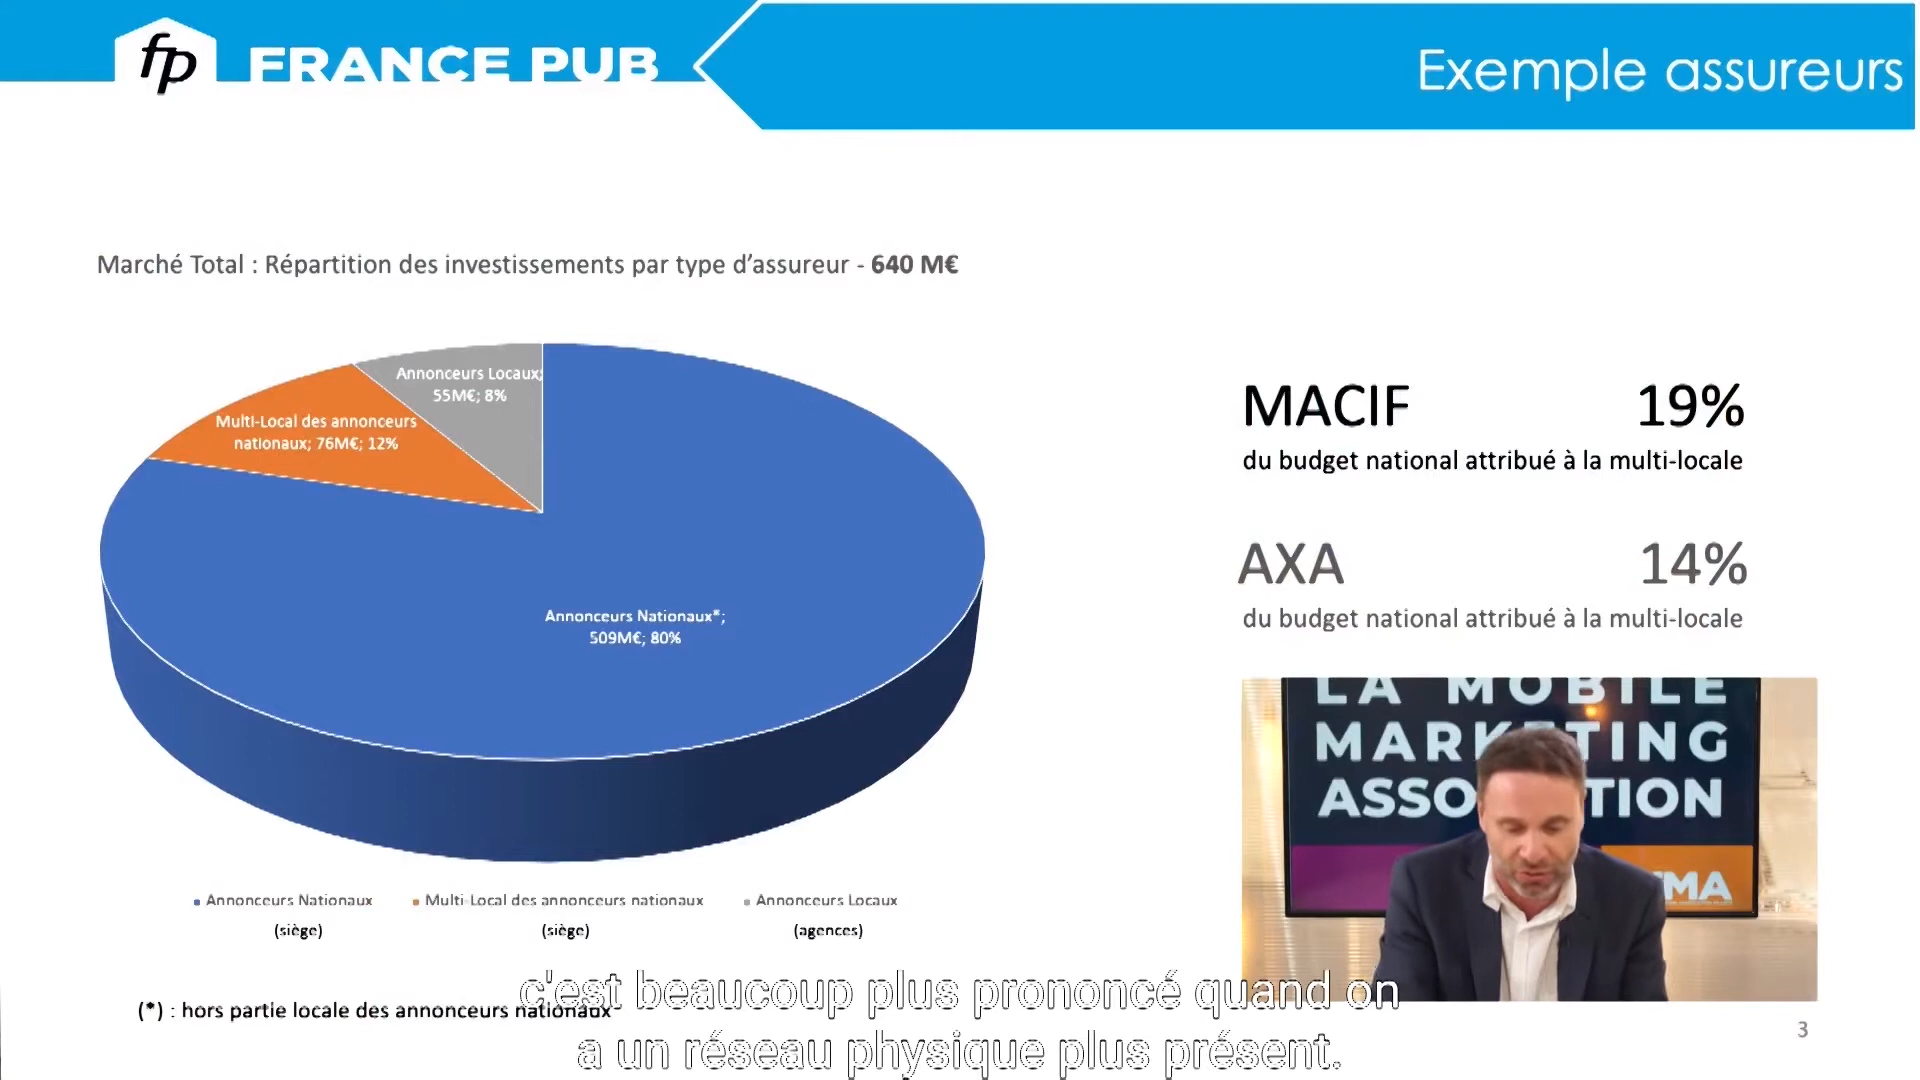 fp FRANCE PUB
Exemple assureurs
Marché Total : Répartition des investissements par type d’assureur - 640 M€
Annonceurs Locaux;
55M€; 8%
Multi-Local des annonceurs
nationaux; 76M€; 12%
Annonceurs Nationaux*;
509M€; 80%
Annonceurs Nationaux
(siège)
Multi-Local des annonceurs nationaux
(siège)
Annonceurs Locaux
(agences)
(*) : hors partie locale des annonceurs nationaux
MACIF 19%
du budget national attribué à la multi-locale
AXA 14%
du budget national attribué à la multi-locale
LA MOBILE
c'est beaucoup plus prononcé quand on
a un réseau physique plus présent.
3